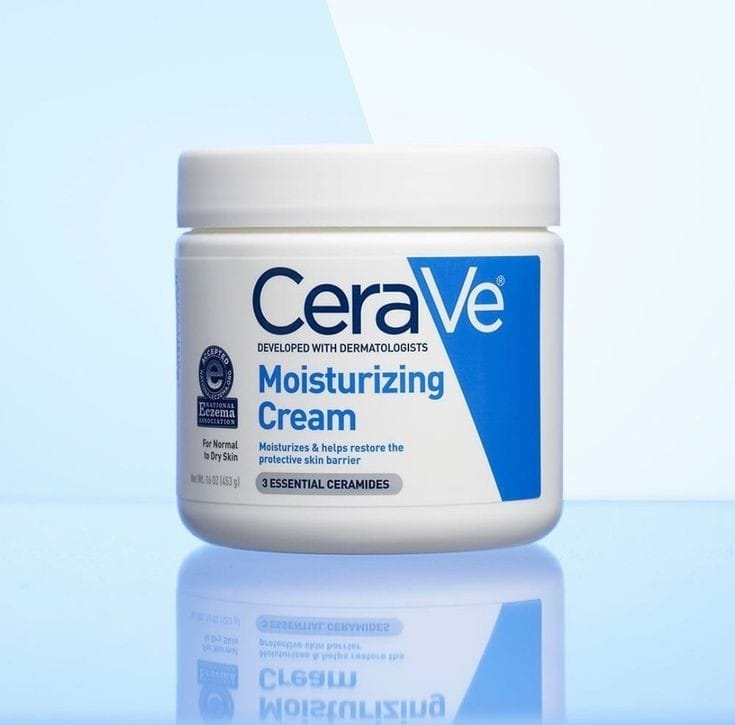 CeraVe®
DEVELOPED WITH DERMATOLOGISTS
Moisturizing
Cream
Moisturizes & helps restore the
protective skin barrier
3 ESSENTIAL CERAMIDES
ACCEPTED
NATIONAL
Eczema
ASSOCIATION
For Normal
to Dry Skin
Net Wt. 16 OZ (453 g)